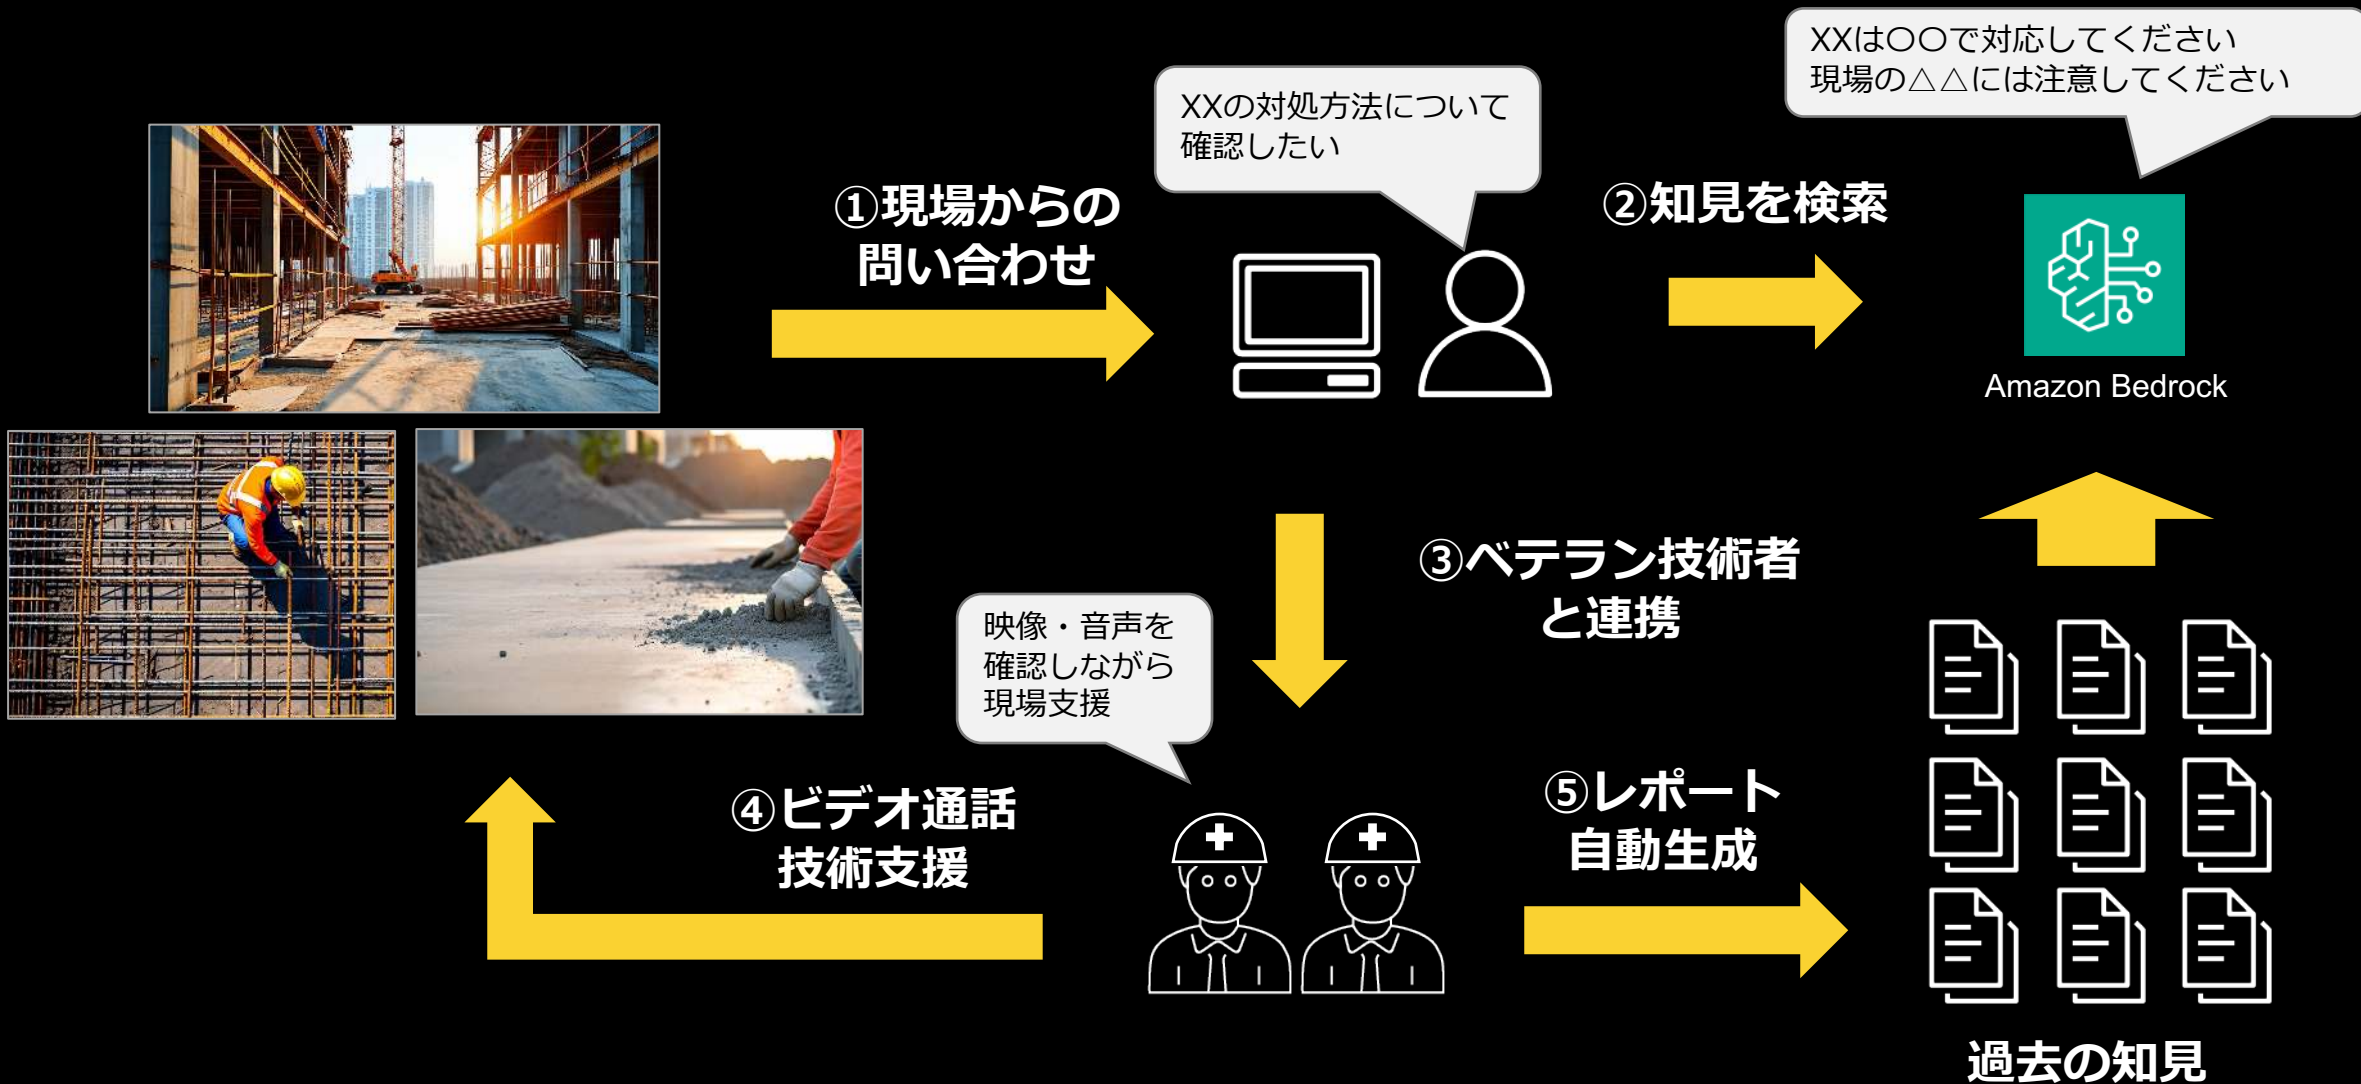 XXは〇〇で対応してください
現場の△△には注意してください
XXの対処方法について
確認したい
①現場からの
問い合わせ
②知見を検索
Amazon Bedrock
③ベテラン技術者
と連携
映像・音声を
確認しながら
現場支援
④ビデオ通話
技術支援
⑤レポート
自動生成
過去の知見